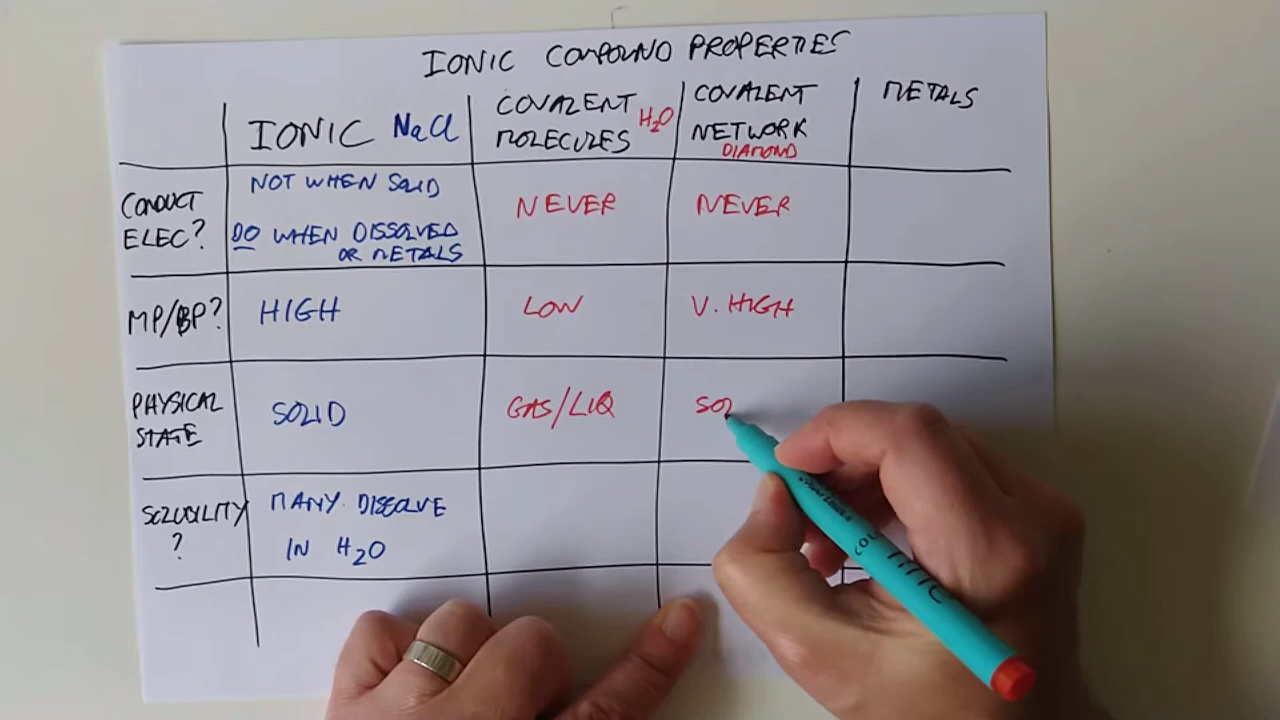 IONIC COMPOUND PROPERTIES
IONIC NaCl
COVALENT
MOLECULES H₂O
COVALENT
NETWORK
DIAMOND
METALS
CONDUCT
ELEC?
NOT WHEN SOLID
DO WHEN DISSOLVED
OR METALS
NEVER
NEVER
MP/BP?
HIGH
LOW
V. HIGH
PHYSICAL
STATE
SOLID
GAS/LIQ
SOL
SOLUBILITY
?
MANY DISSOLVE
IN H₂O